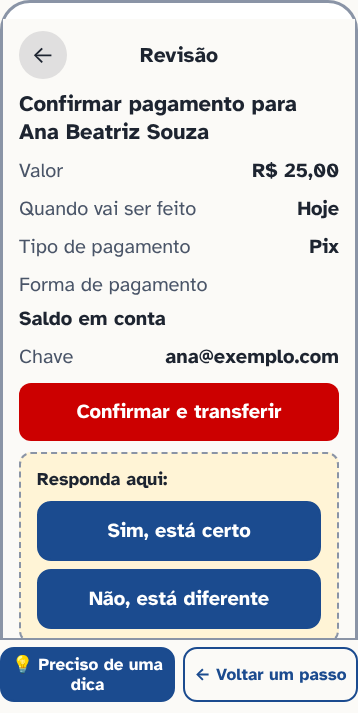 ←
Revisão
Confirmar pagamento para
Ana Beatriz Souza
Valor R$ 25,00
Quando vai ser feito Hoje
Tipo de pagamento Pix
Forma de pagamento
Saldo em conta
Chave ana@exemplo.com
Confirmar e transferir
Responda aqui:
Sim, está certo
Não, está diferente
💡 Preciso de uma
dica
← Voltar um passo